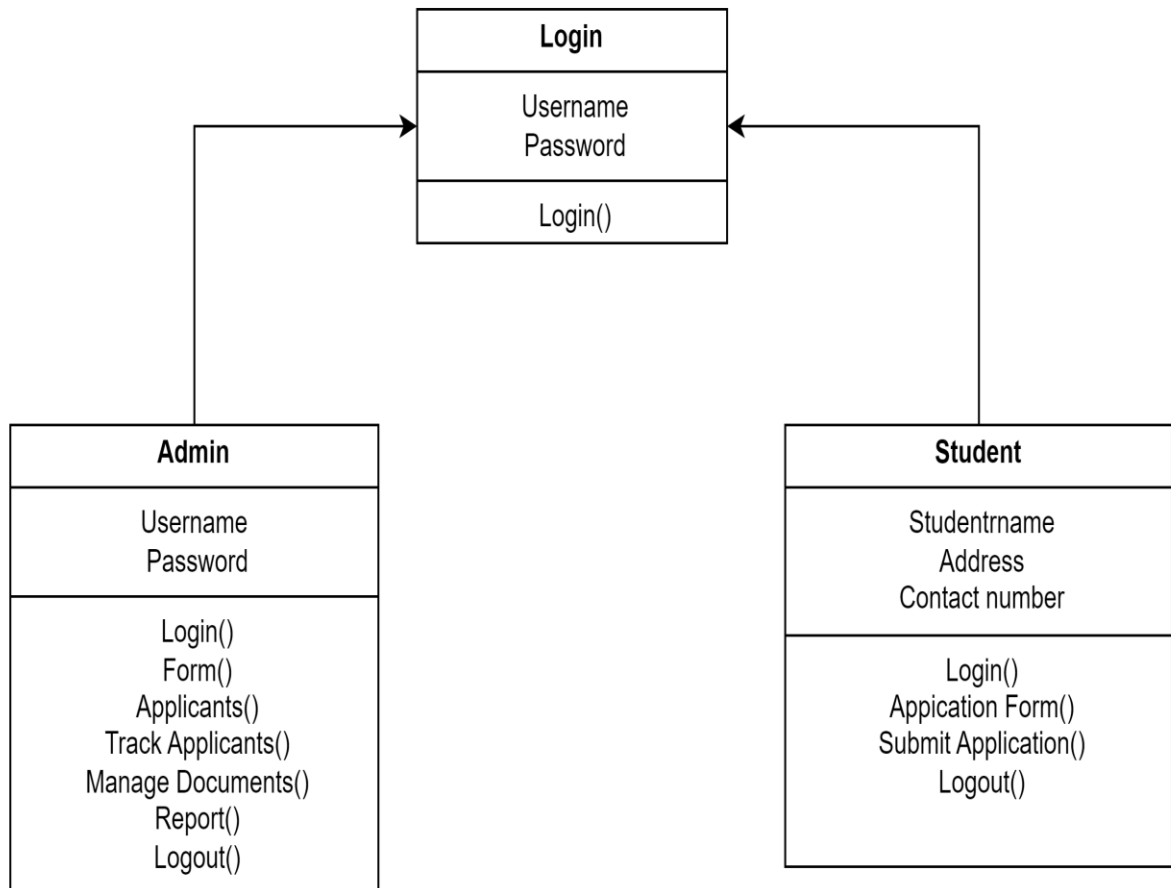 Login
Username
Password
Login()
Admin
Username
Password
Login()
Form()
Applicants()
Track Applicants()
Manage Documents()
Report()
Logout()
Student
Studentrname
Address
Contact number
Login()
Appication Form()
Submit Application()
Logout()